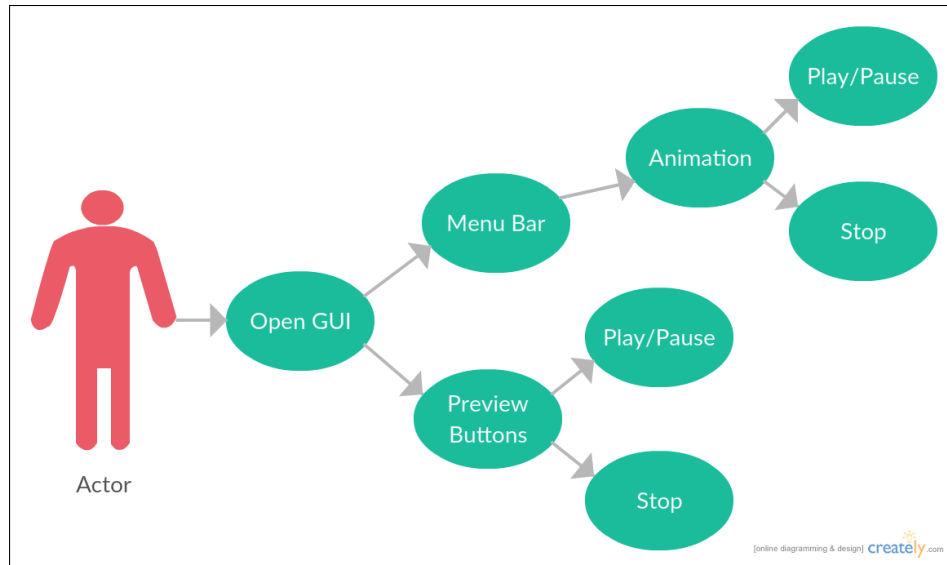 Play/Pause
Animation
Menu Bar
Stop
Open GUI
Play/Pause
Preview
Buttons
Stop
Actor
[online diagramming & design] creately.com